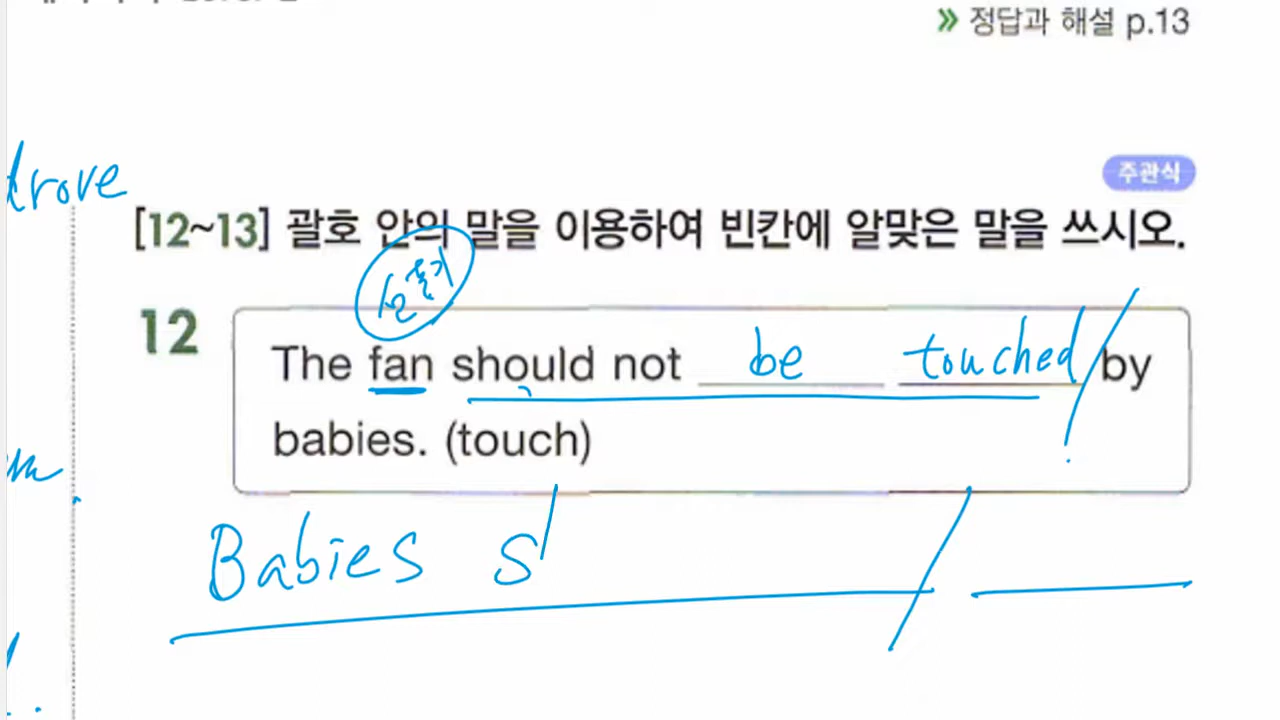 » 정답과 해설 p.13
drove
주관식
[12~13] 괄호 안의 말을 이용하여 빈칸에 알맞은 말을 쓰시오.
12
The fan should not be touched by
babies. (touch)
Babies s